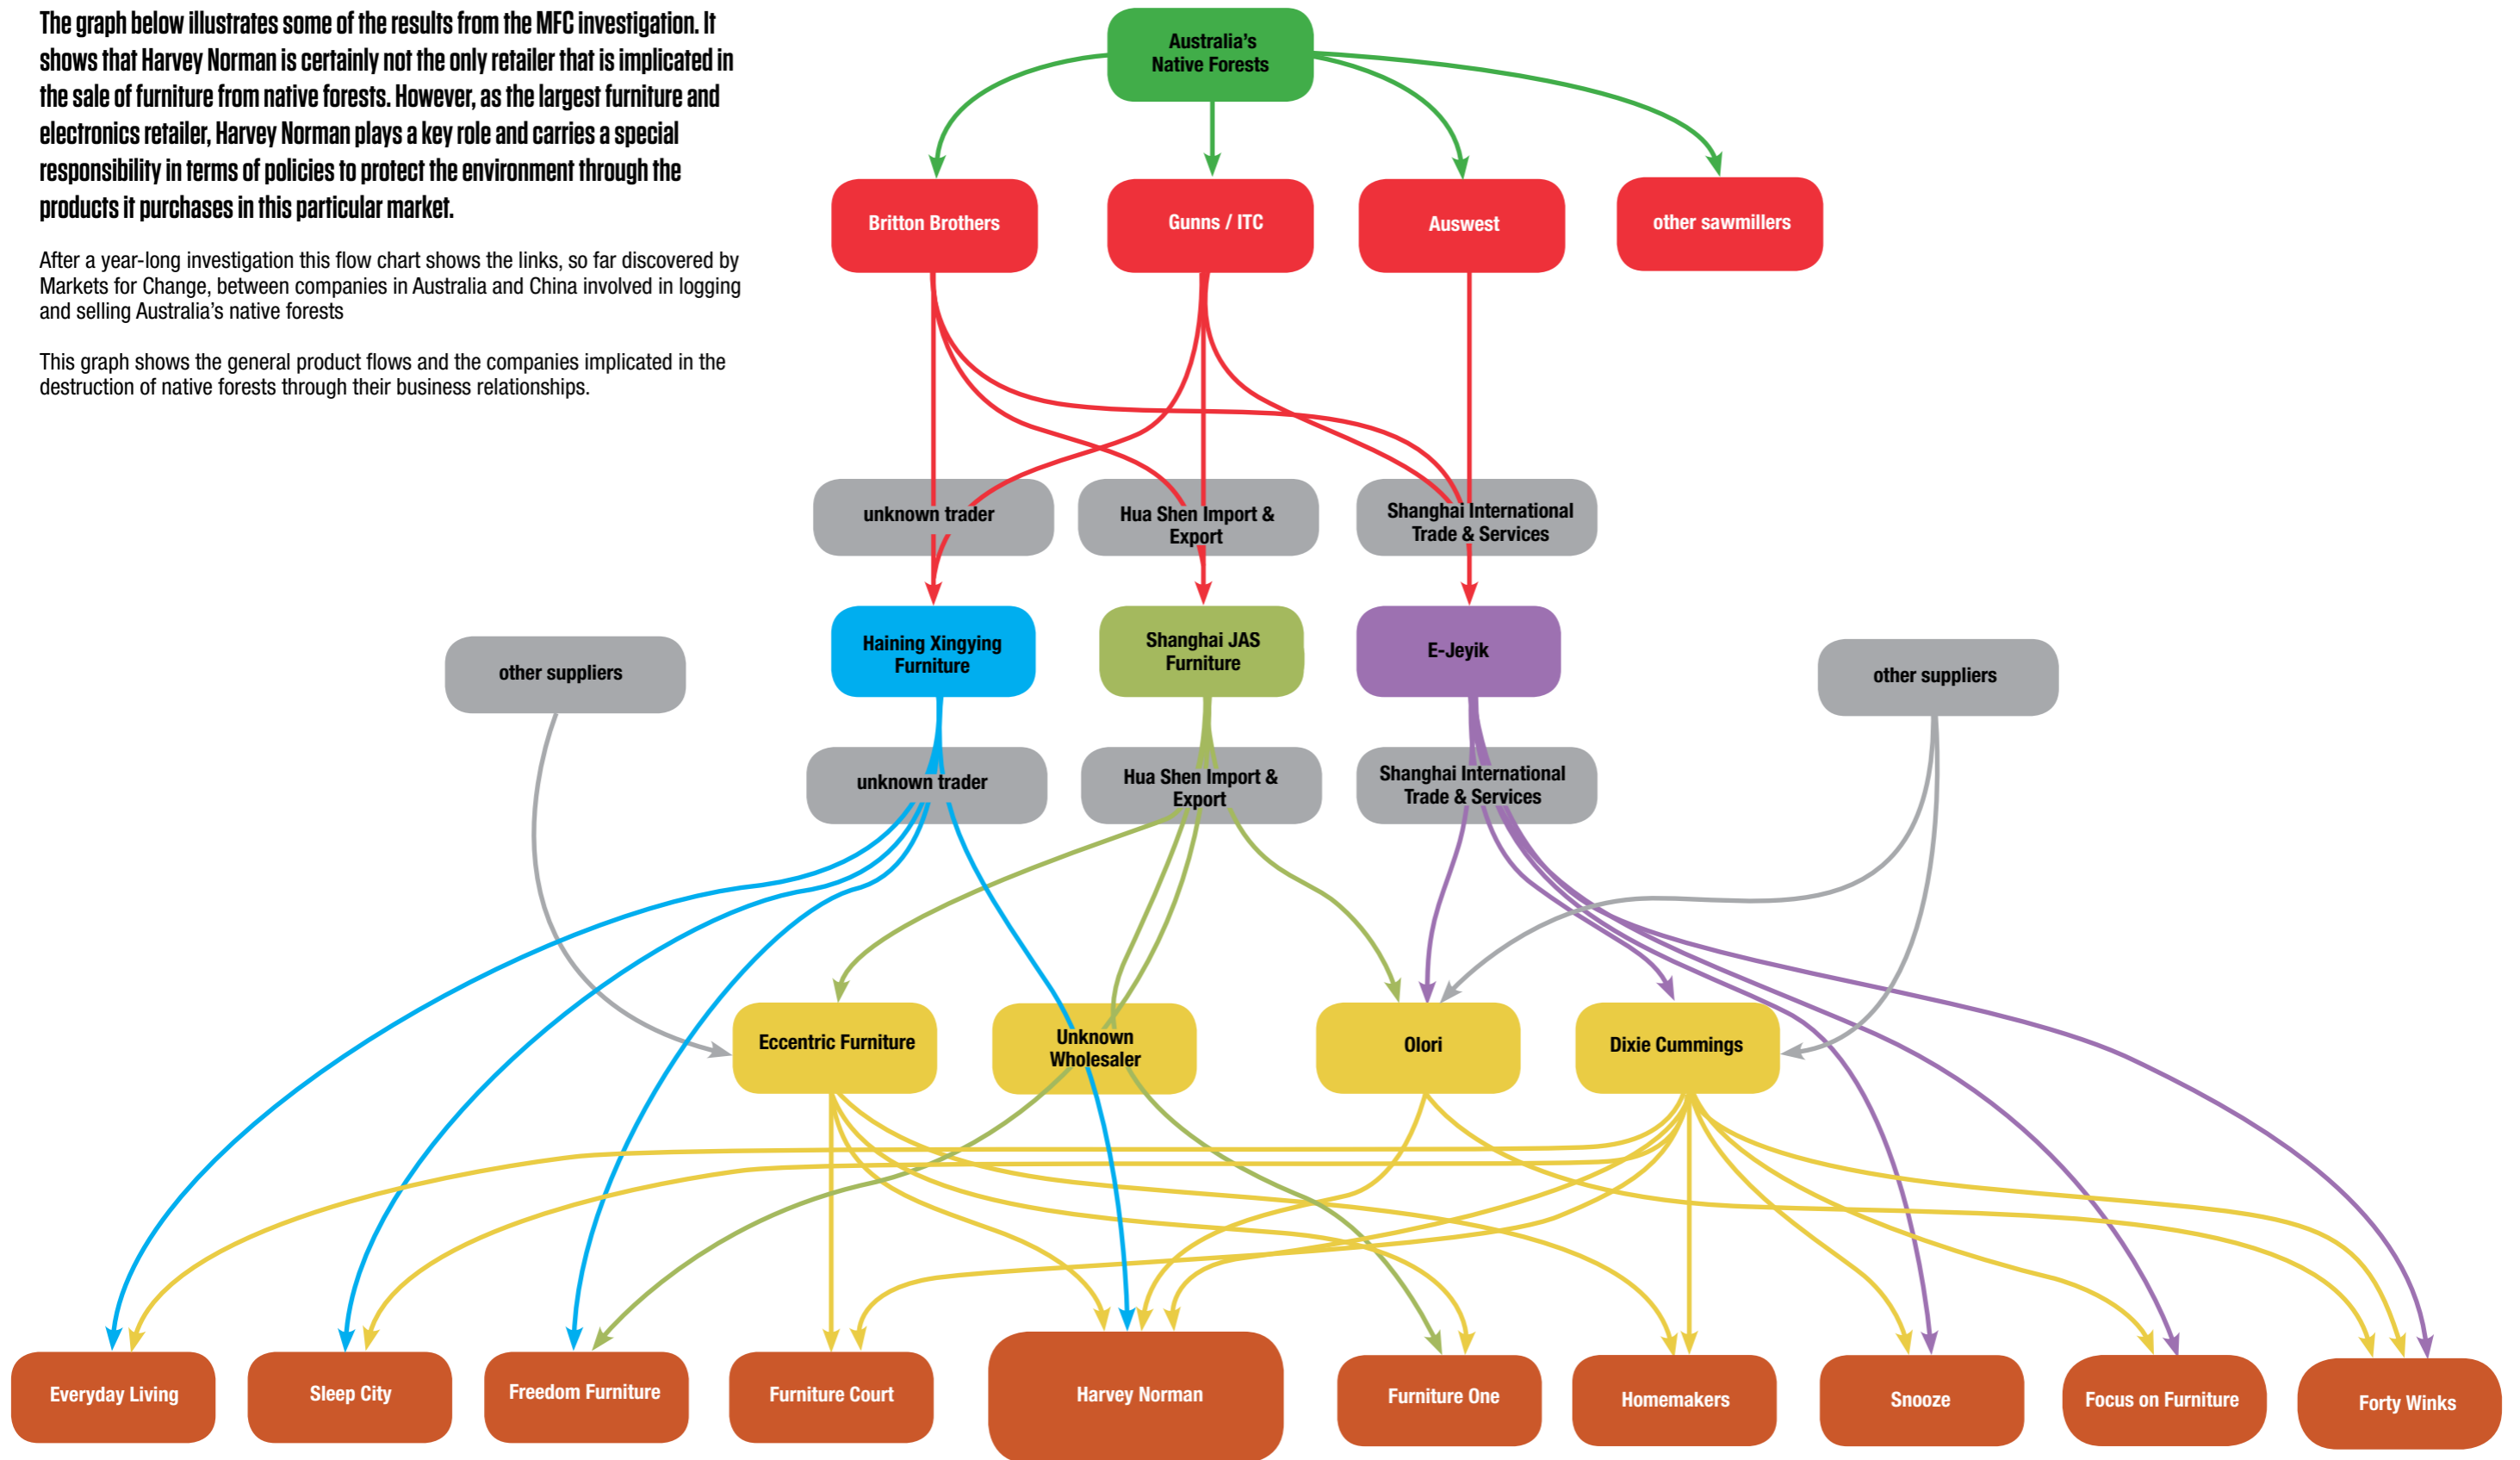 The graph below illustrates some of the results from the MFC investigation. It
shows that Harvey Norman is certainly not the only retailer that is implicated in
the sale of furniture from native forests. However, as the largest furniture and
electronics retailer, Harvey Norman plays a key role and carries a special
responsibility in terms of policies to protect the environment through the
products it purchases in this particular market.
After a year-long investigation this flow chart shows the links, so far discovered by
Markets for Change, between companies in Australia and China involved in logging
and selling Australia's native forests
This graph shows the general product flows and the companies implicated in the
destruction of native forests through their business relationships.
Australia's
Native Forests
Britton Brothers
Gunns / ITC
Auswest
other sawmillers
unknown trader
Hua Shen Import &
Export
Shanghai International
Trade & Services
other suppliers
Haining Xingying
Furniture
Shanghai JAS
Furniture
E-Jeyik
other suppliers
unknown trader
Hua Shen Import &
Export
Shanghai International
Trade & Services
Eccentric Furniture
Unknown
Wholesaler
Olori
Dixie Cummings
Everyday Living
Sleep City
Freedom Furniture
Furniture Court
Harvey Norman
Furniture One
Homemakers
Snooze
Focus on Furniture
Forty Winks